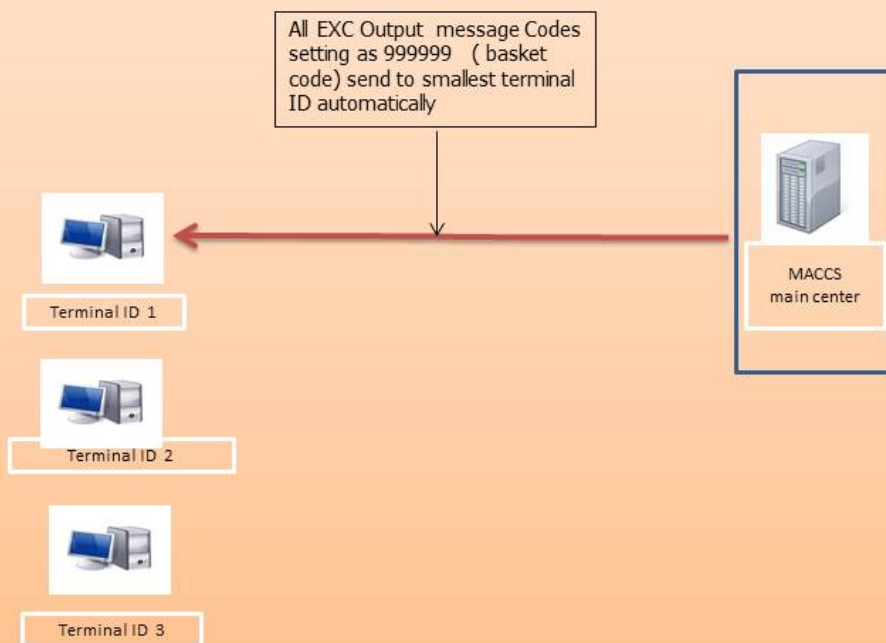 All EXC Output message Codes
setting as 999999 ( basket
code) send to smallest terminal
ID automatically
MACCS
main center
Terminal ID 1
Terminal ID 2
Terminal ID 3